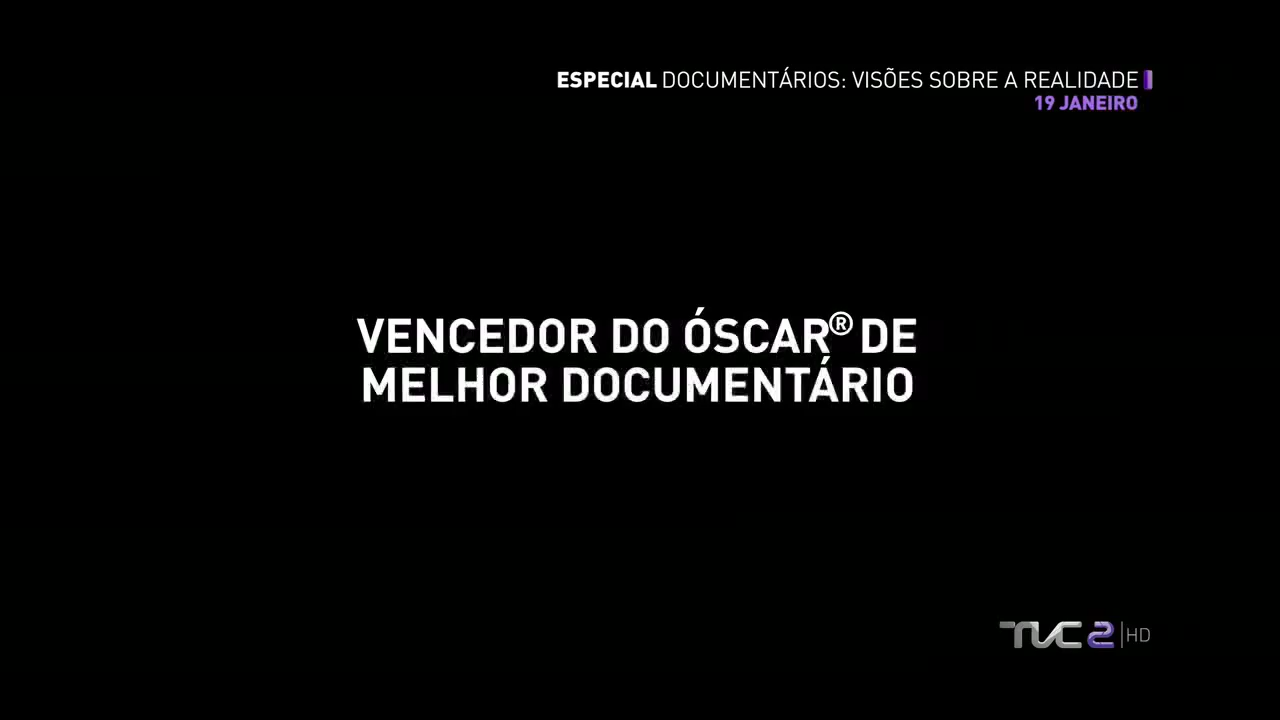 ESPECIAL DOCUMENTÁRIOS: VISÕES SOBRE A REALIDADE
19 JANEIRO
VENCEDOR DO ÓSCAR® DE
MELHOR DOCUMENTÁRIO
TVC 2 | HD